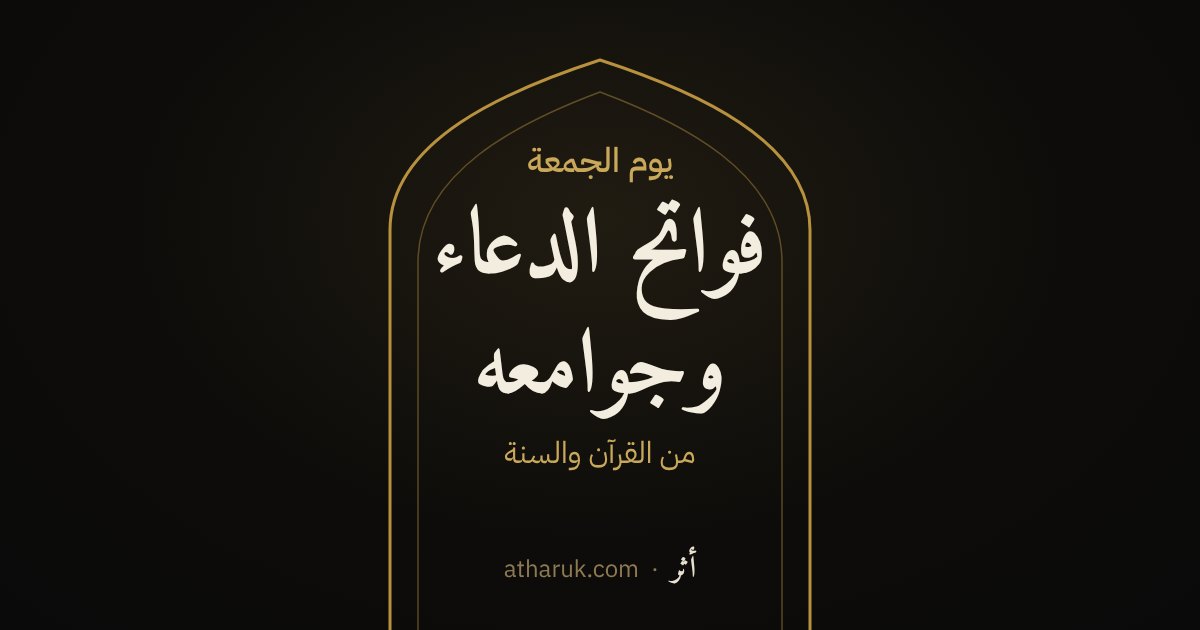 يوم الجمعة
فواتح الدعاء
وجوامعه
من القرآن والسنة
أثر · atharuk.com